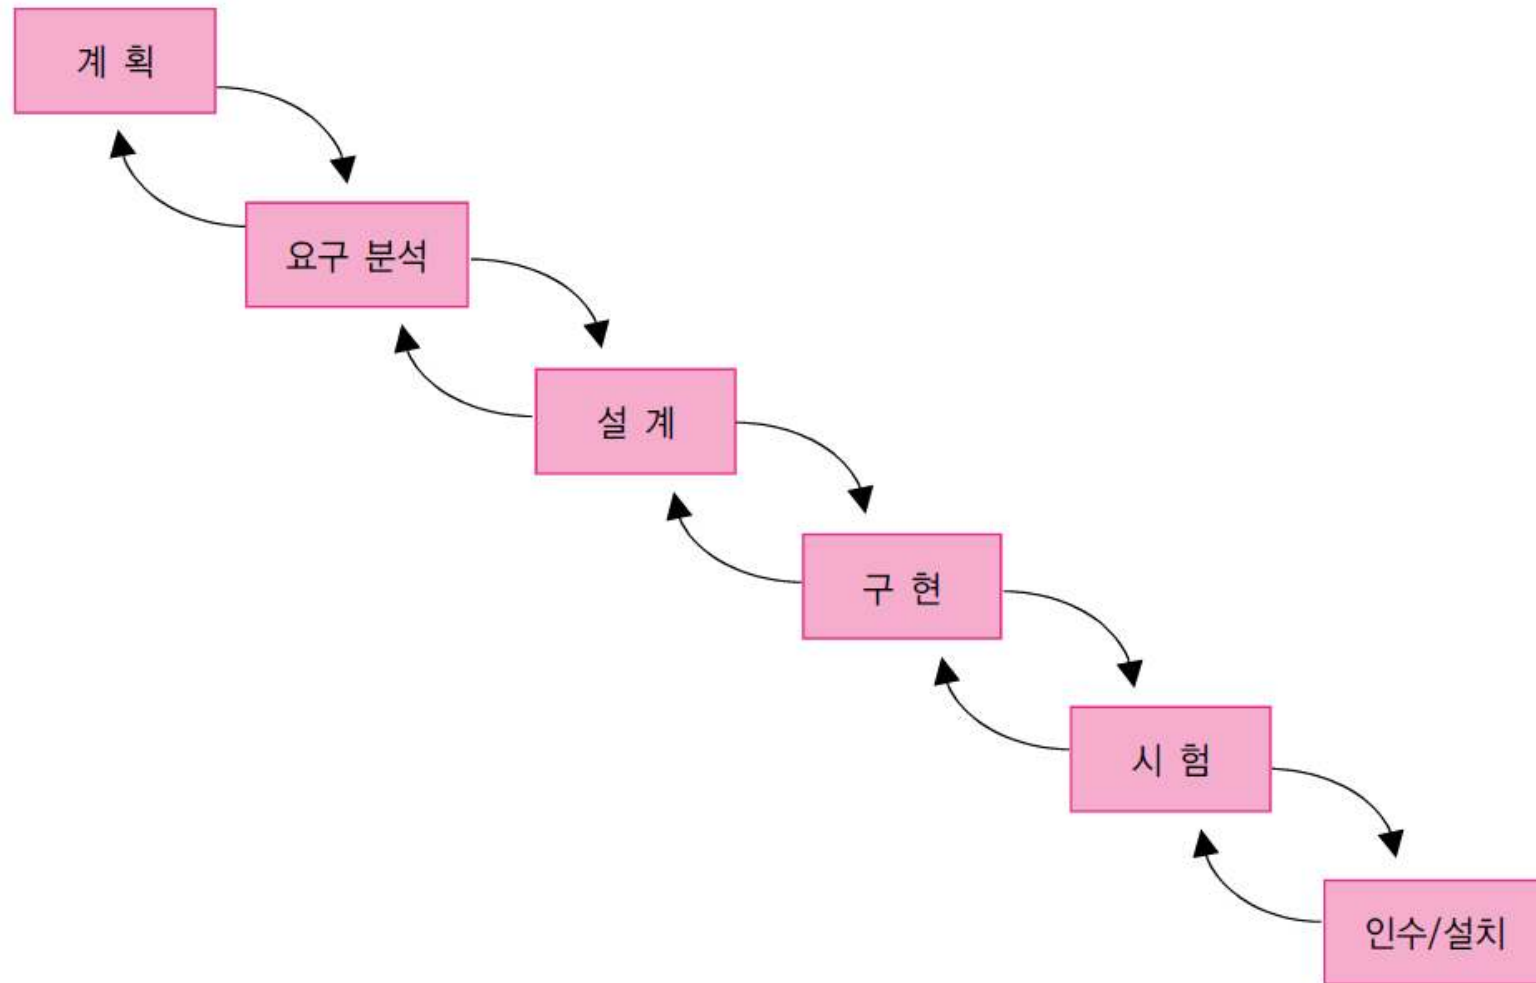 계 획
요구 분석
설 계
구 현
시 험
인수/설치